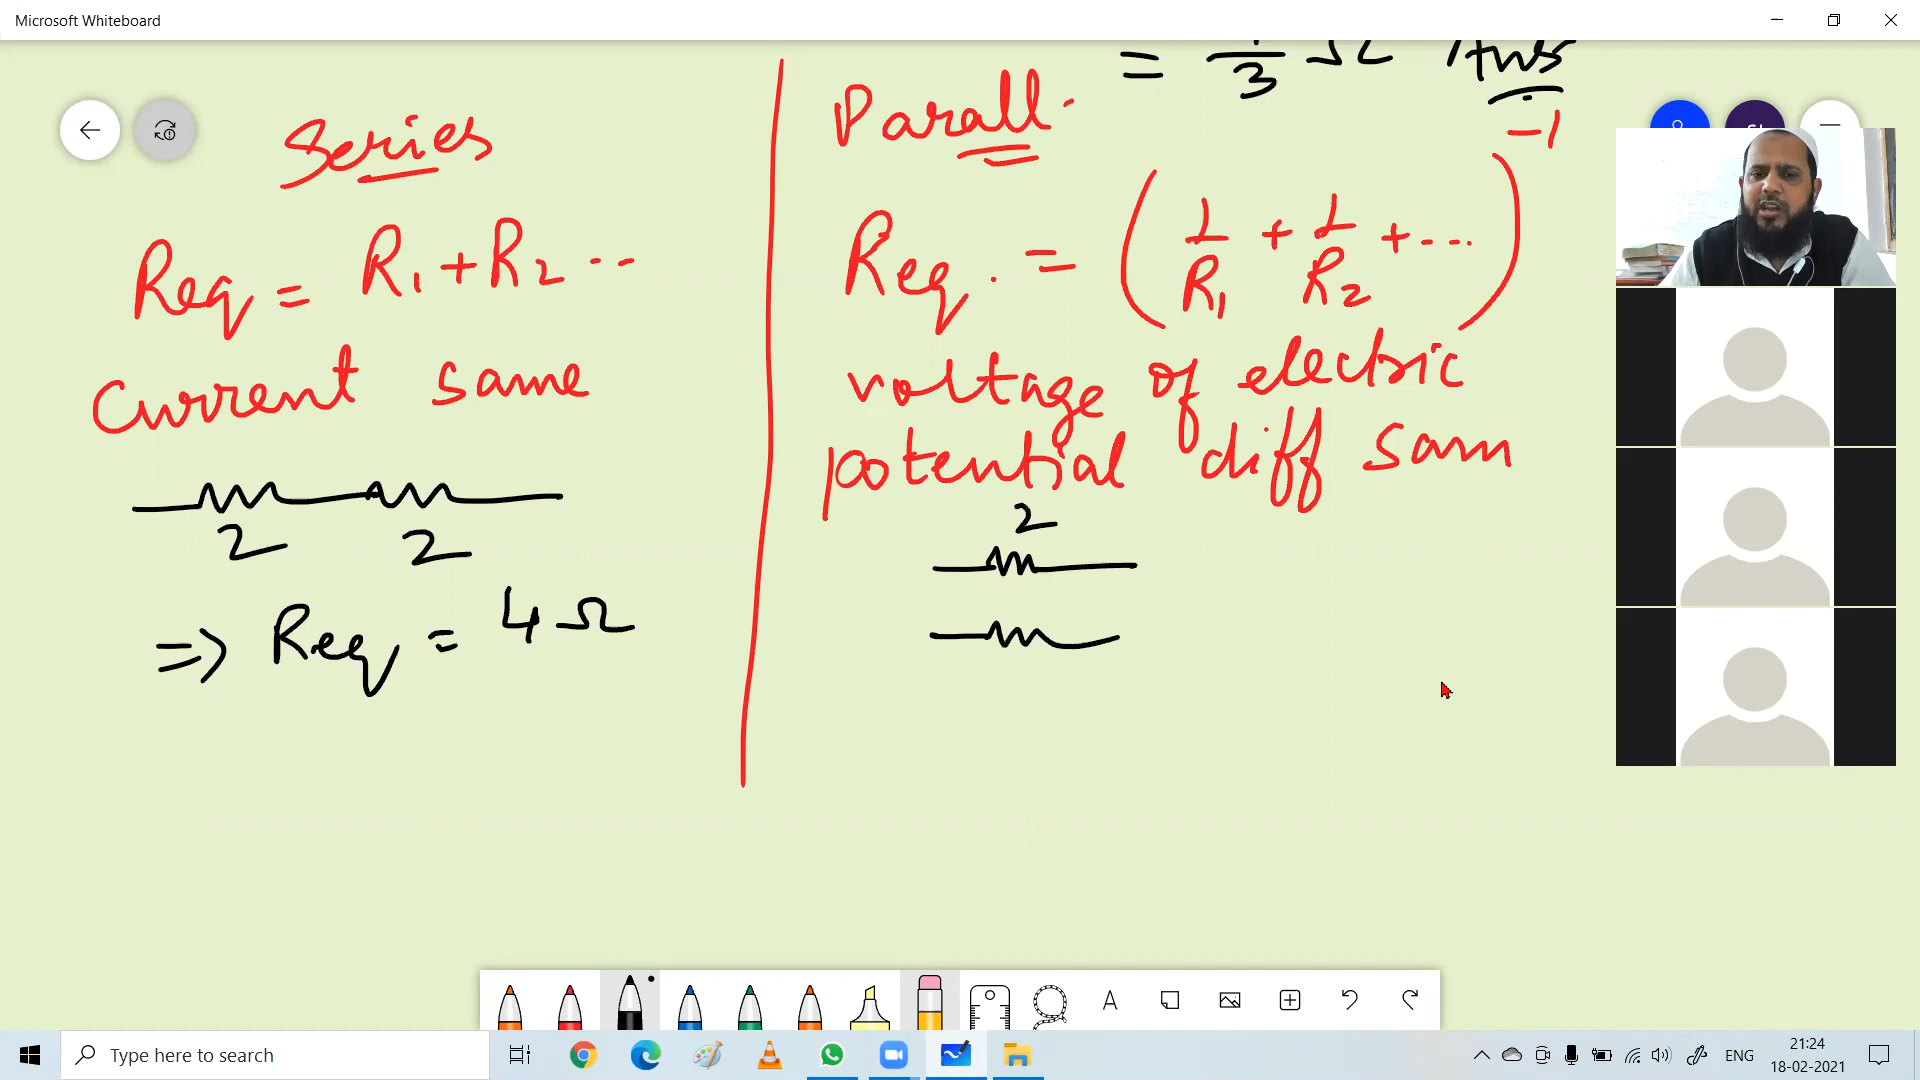 Microsoft Whiteboard
= 1/3 Ω Ans
Series
Req = R1 + R2 ..
Current same
2 2
=> Req = 4 Ω
Parall.
Req. = (1/R1 + 1/R2 + ...)-1
voltage of electric
potential diff sam
2
Type here to search
ENG
21:24
18-02-2021